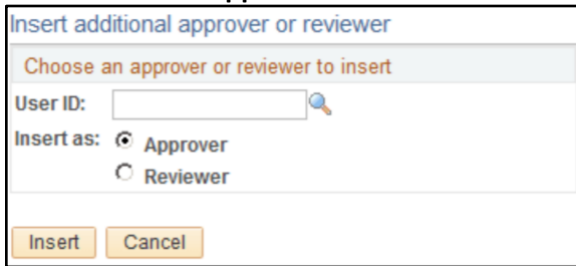 Insert additional approver or reviewer
Choose an approver or reviewer to insert
User ID:
Insert as: Approver
Reviewer
Insert Cancel